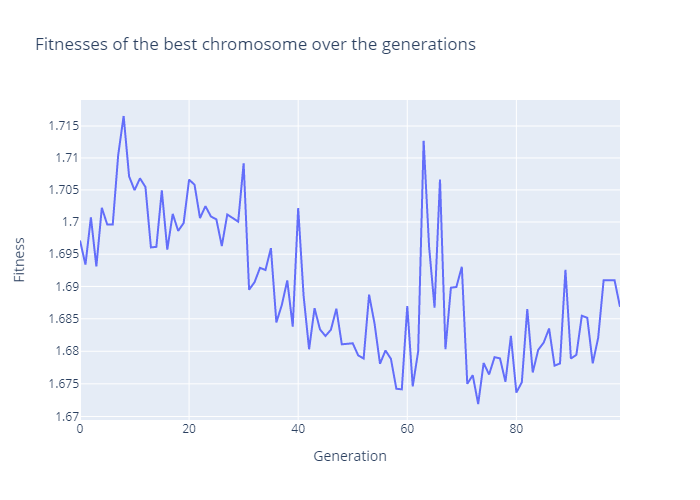 Fitnesses of the best chromosome over the generations
1.715
1.71
1.705
1.7
1.695
1.69
1.685
1.68
1.675
1.67
Fitness
0 20 40 60 80
Generation